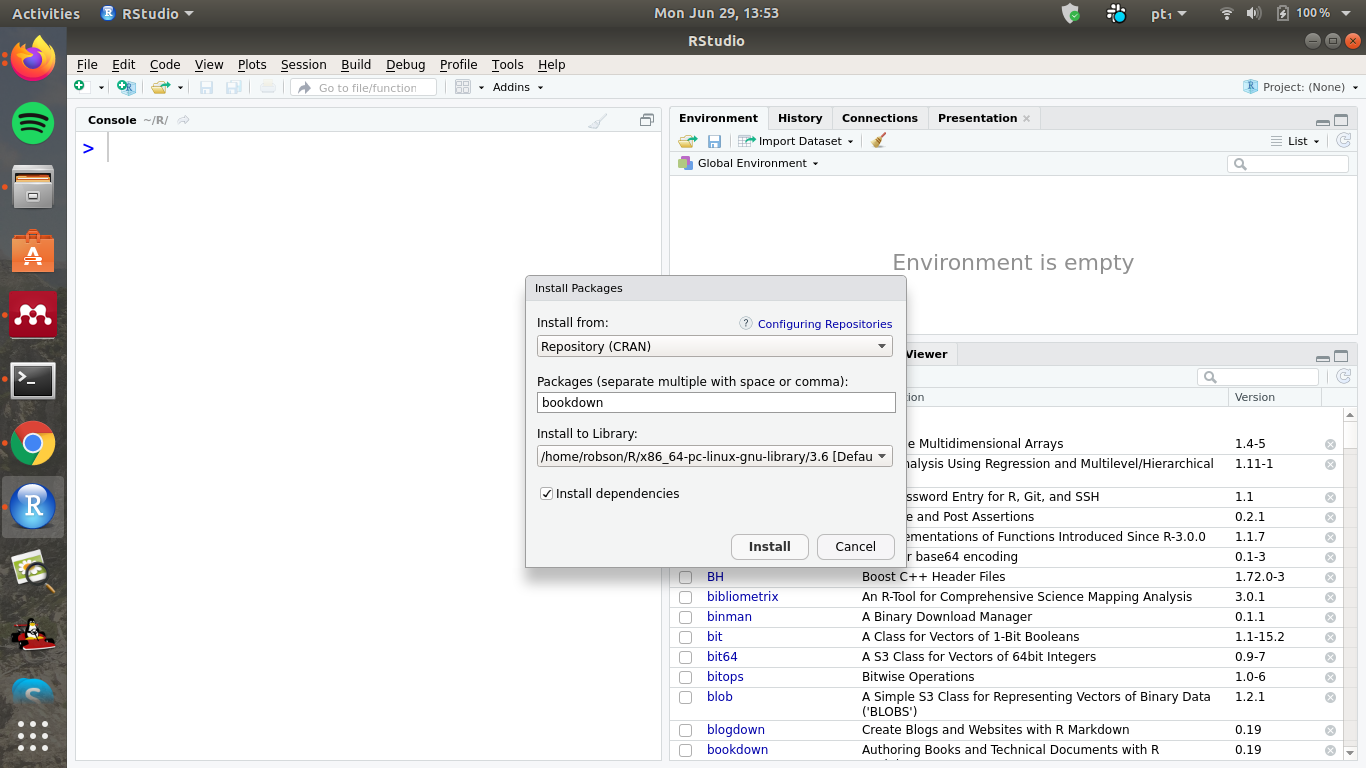 Activities
RStudio
Mon Jun 29, 13:53
pt₁
100 %
RStudio
File Edit Code View Plots Session Build Debug Profile Tools Help
Go to file/function
Addins
Project: (None)
Console ~/R/
>
Environment History Connections Presentation
Import Dataset
List
Global Environment
Environment is empty
Install Packages
Install from:
? Configuring Repositories
Repository (CRAN)
Packages (separate multiple with space or comma):
bookdown
Install to Library:
/home/robson/R/x86_64-pc-linux-gnu-library/3.6 [Defau
Install dependencies
Install Cancel
Viewer
Version
Multidimensional Arrays 1.4-5
nalysis Using Regression and Multilevel/Hierarchical 1.11-1
ssword Entry for R, Git, and SSH 1.1
e and Post Assertions 0.2.1
ementations of Functions Introduced Since R-3.0.0 1.1.7
base64 encoding 0.1-3
BH Boost C++ Header Files 1.72.0-3
bibliometrix An R-Tool for Comprehensive Science Mapping Analysis 3.0.1
binman A Binary Download Manager 0.1.1
bit A Class for Vectors of 1-Bit Booleans 1.1-15.2
bit64 A S3 Class for Vectors of 64bit Integers 0.9-7
bitops Bitwise Operations 1.0-6
blob A Simple S3 Class for Representing Vectors of Binary Data 1.2.1
('BLOBS')
blogdown Create Blogs and Websites with R Markdown 0.19
bookdown Authoring Books and Technical Documents with R 0.19